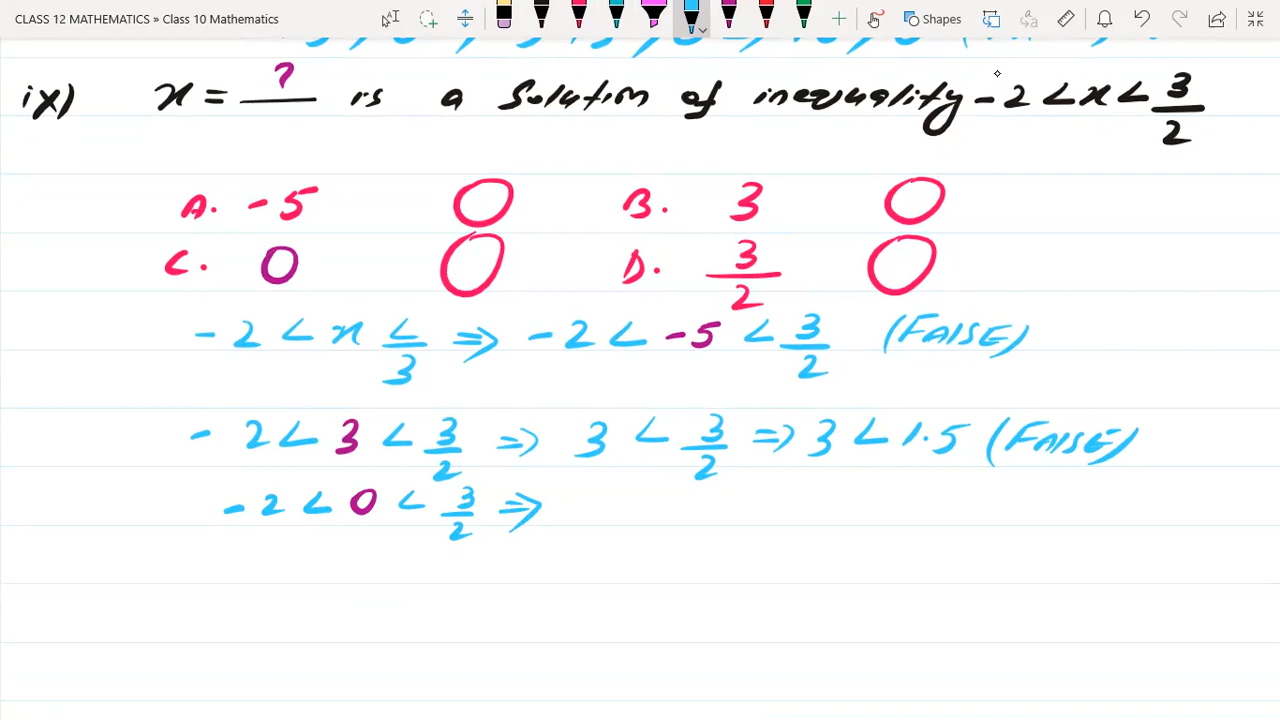 CLASS 12 MATHEMATICS » Class 10 Mathematics
Shapes
ix) x = ? is a Solution of inequality -2 < x < 3/2
A. -5 B. 3
C. 0 D. 3/2
-2 < x < /3 ⇒ -2 < -5 < 3/2 (FALSE)
-2 < 3 < 3/2 ⇒ 3 < 3/2 ⇒ 3 < 1.5 (FALSE)
-2 < 0 < 3/2 ⇒